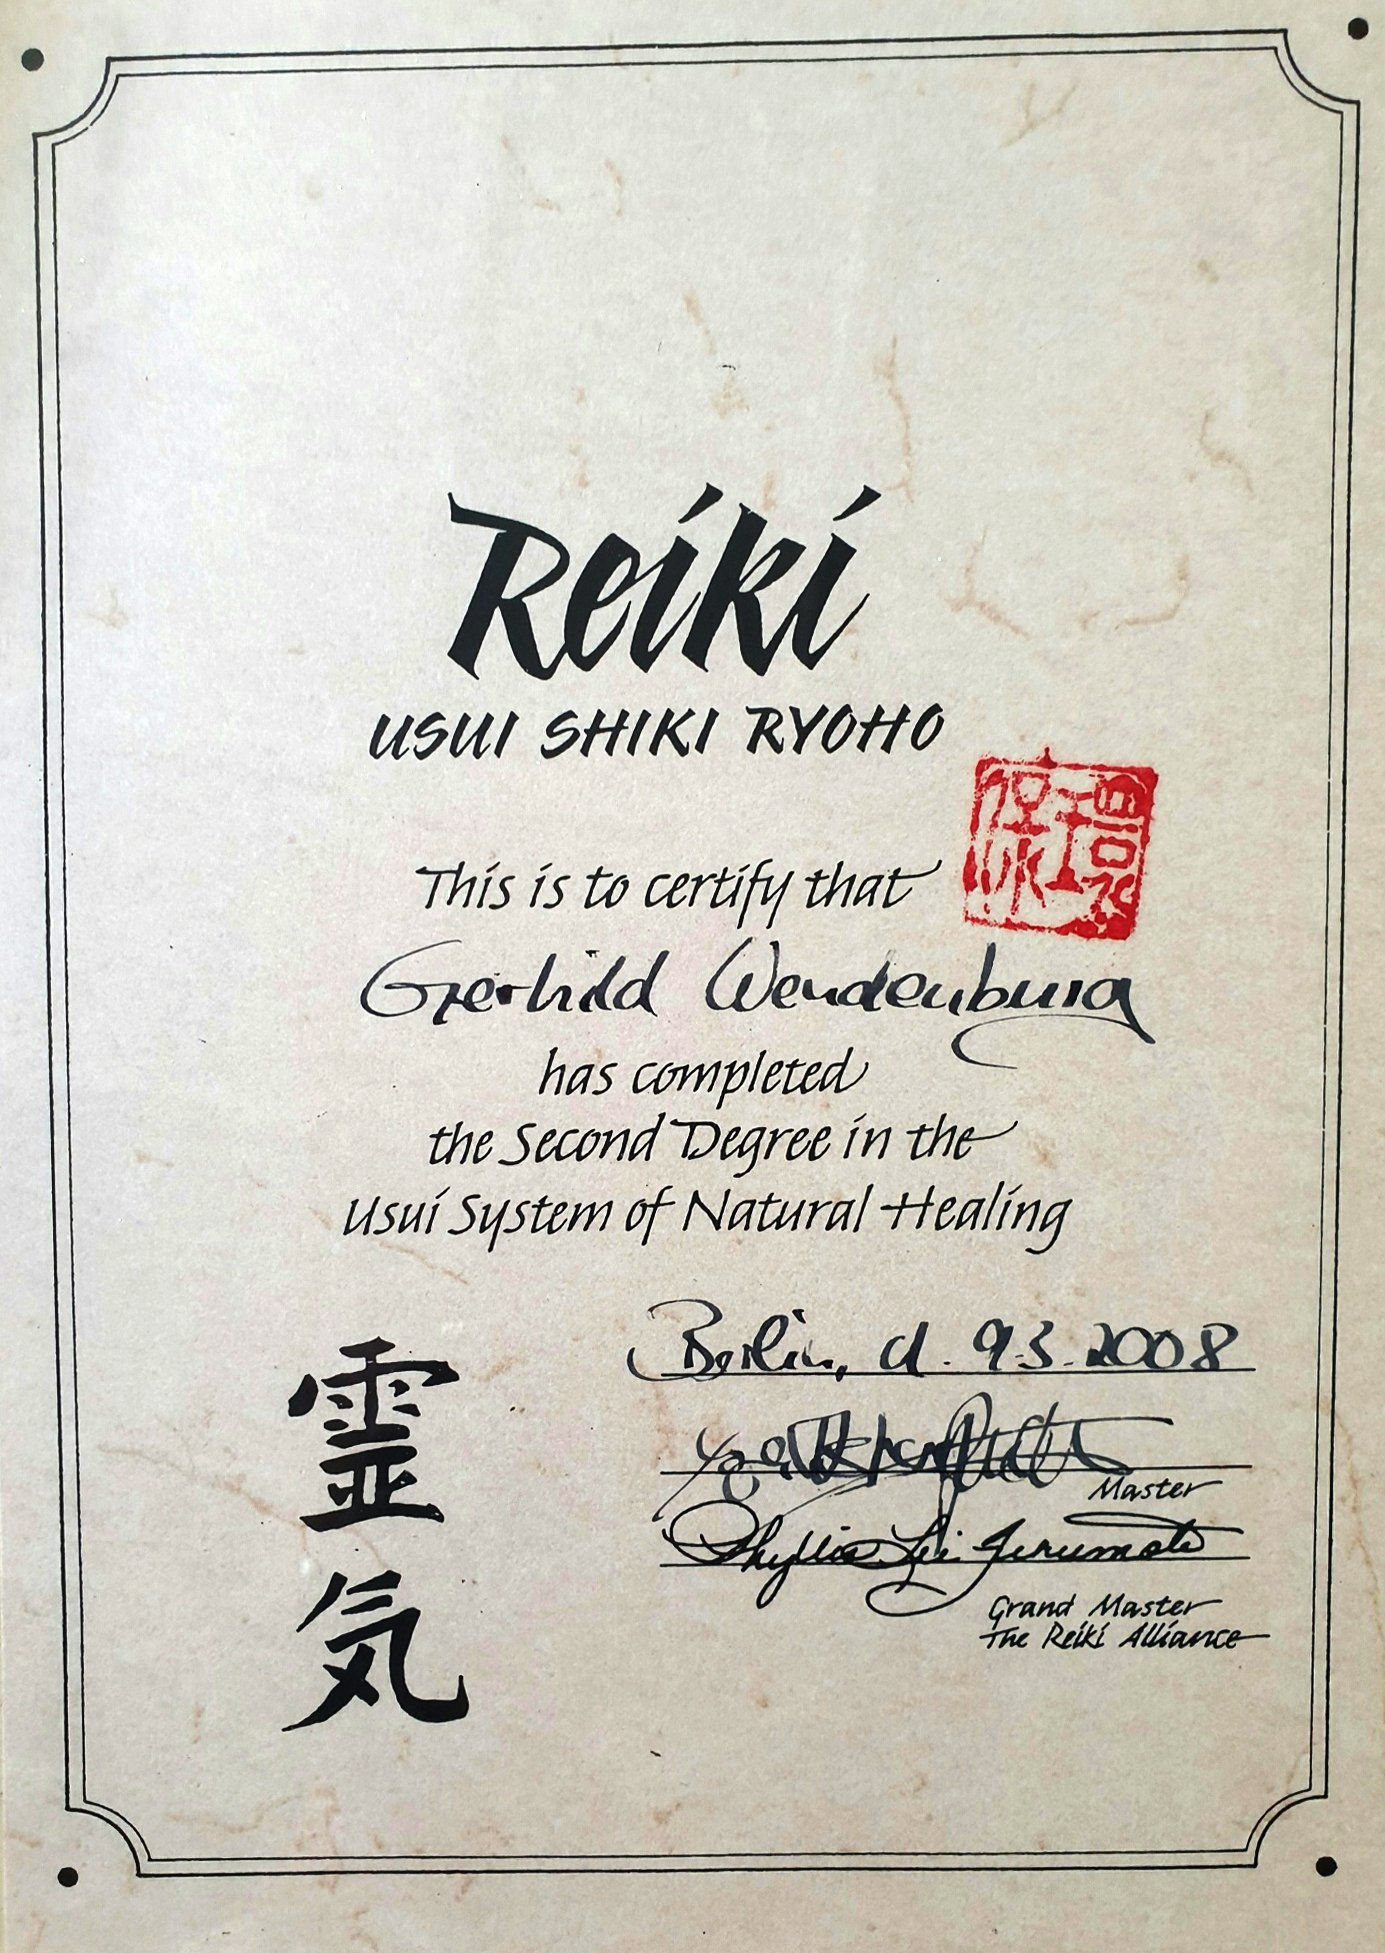 Reiki
USUI SHIKI RYOHO
This is to certify that
Gerhild Wendenburg
has completed
the Second Degree in the
Usui System of Natural Healing
Berlin, d. 9.3.2008
Master
Phyllis Lei Furumoto
Grand Master
The Reiki Alliance
霊
気